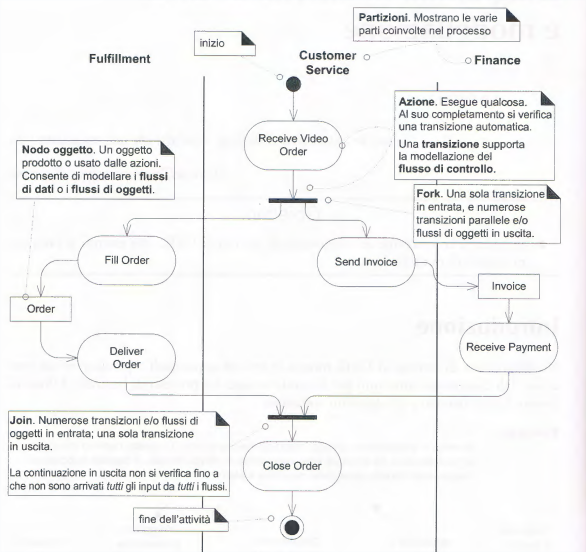 Partizioni. Mostrano le varie
parti coinvolte nel processo
inizio
Fulfillment
Customer
Service
Finance
Azione. Esegue qualcosa.
Al suo completamento si verifica
una transizione automatica.
Una transizione supporta
la modellazione del
flusso di controllo.
Receive Video
Order
Nodo oggetto. Un oggetto
prodotto o usato dalle azioni.
Consente di modellare i flussi
di dati o i flussi di oggetti.
Fork. Una sola transizione
in entrata, e numerose
transizioni parallele e/o
flussi di oggetti in uscita.
Fill Order
Send Invoice
Invoice
Order
Deliver
Order
Receive Payment
Join. Numerose transizioni e/o flussi di
oggetti in entrata; una sola transizione
in uscita.
La continuazione in uscita non si verifica fino a
che non sono arrivati tutti gli input da tutti i flussi.
Close Order
fine dell'attività